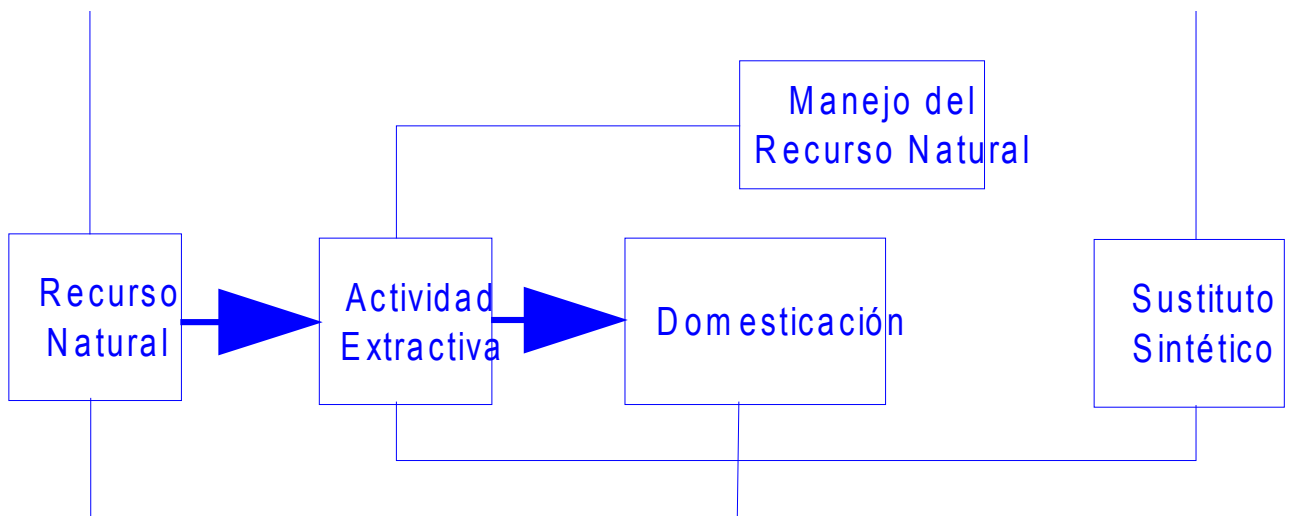 Manejo del
Recurso Natural
Recurso
Natural
Actividad
Extractiva
Domesticación
Sustituto
Sintético